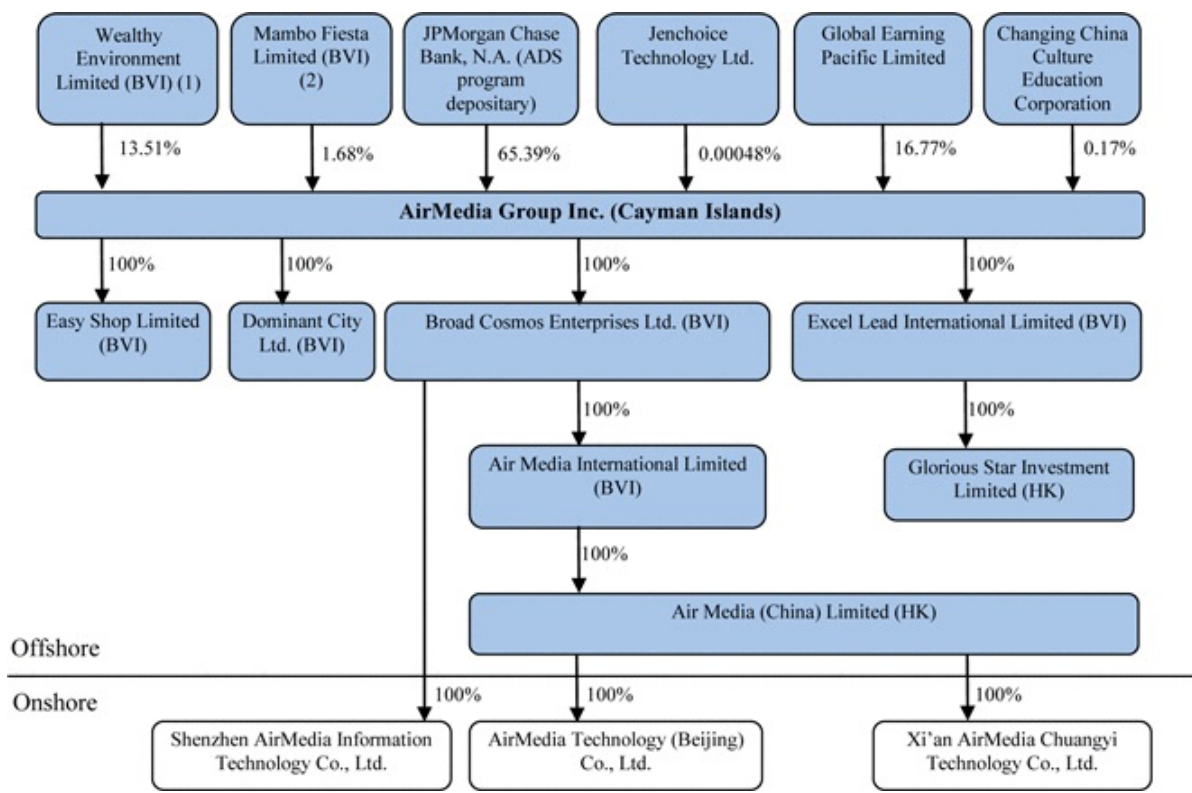 Wealthy
Environment
Limited (BVI) (1)
Mambo Fiesta
Limited (BVI)
(2)
JPMorgan Chase
Bank, N.A. (ADS
program
depositary)
Jenchoice
Technology Ltd.
Global Earning
Pacific Limited
Changing China
Culture
Education
Corporation
13.51%
1.68%
65.39%
0.00048%
16.77%
0.17%
AirMedia Group Inc. (Cayman Islands)
100%
100%
100%
100%
Easy Shop Limited
(BVI)
Dominant City
Ltd. (BVI)
Broad Cosmos Enterprises Ltd. (BVI)
Excel Lead International Limited (BVI)
100%
100%
Air Media International Limited
(BVI)
Glorious Star Investment
Limited (HK)
100%
Air Media (China) Limited (HK)
Offshore
Onshore
100%
100%
100%
Shenzhen AirMedia Information
Technology Co., Ltd.
AirMedia Technology (Beijing)
Co., Ltd.
Xi’an AirMedia Chuangyi
Technology Co., Ltd.